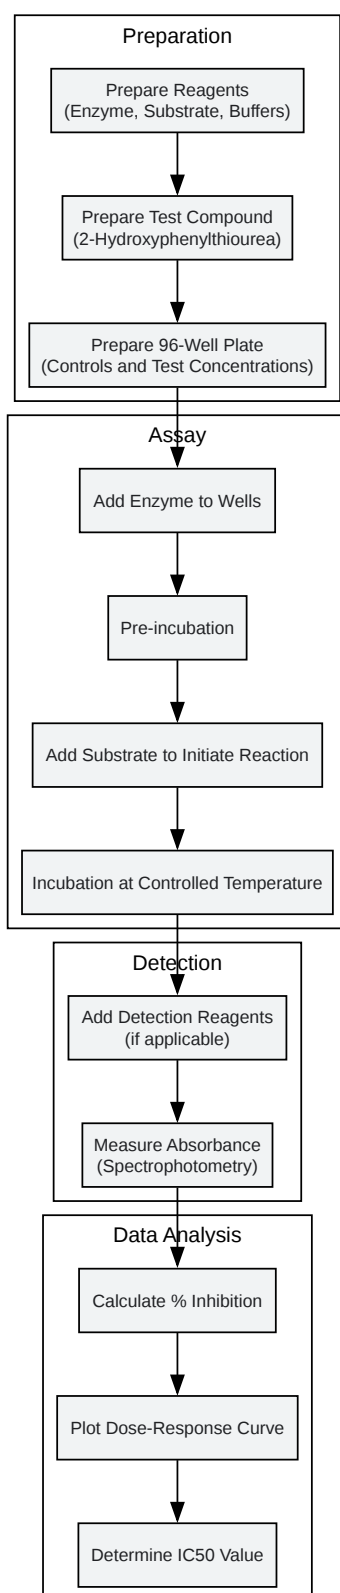 Preparation
Prepare Reagents
(Enzyme, Substrate, Buffers)
Prepare Test Compound
(2-Hydroxyphenylthiourea)
Prepare 96-Well Plate
(Controls and Test Concentrations)
Assay
Add Enzyme to Wells
Pre-incubation
Add Substrate to Initiate Reaction
Incubation at Controlled Temperature
Detection
Add Detection Reagents
(if applicable)
Measure Absorbance
(Spectrophotometry)
Data Analysis
Calculate % Inhibition
Plot Dose-Response Curve
Determine IC50 Value